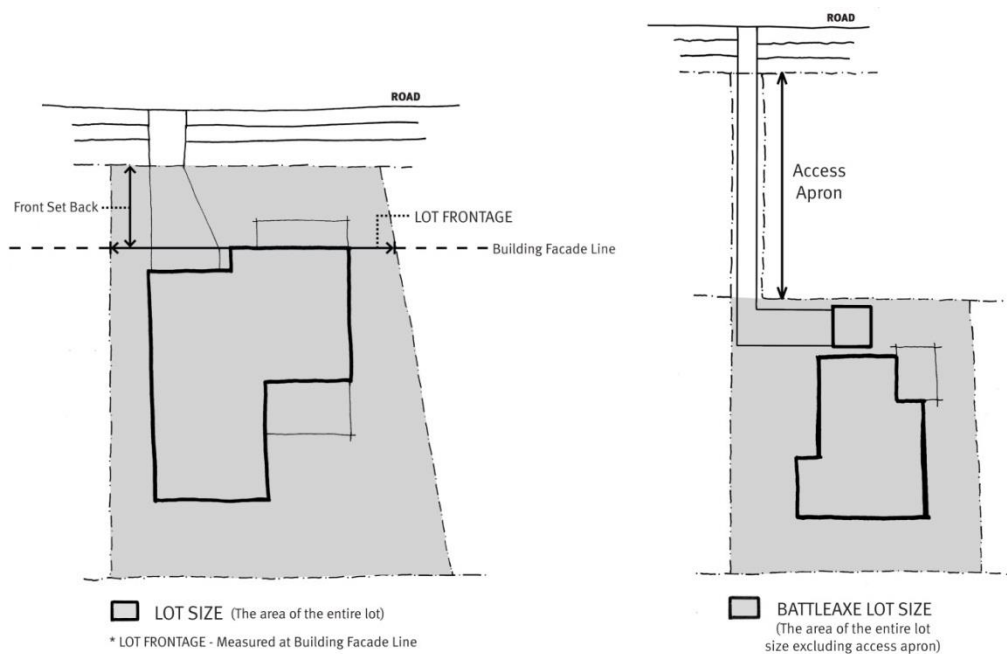 ROAD
Front Set Back
LOT FRONTAGE
Building Facade Line
LOT SIZE (The area of the entire lot)
* LOT FRONTAGE - Measured at Building Facade Line
ROAD
Access
Apron
BATTLEAXE LOT SIZE
(The area of the entire lot
size excluding access apron)